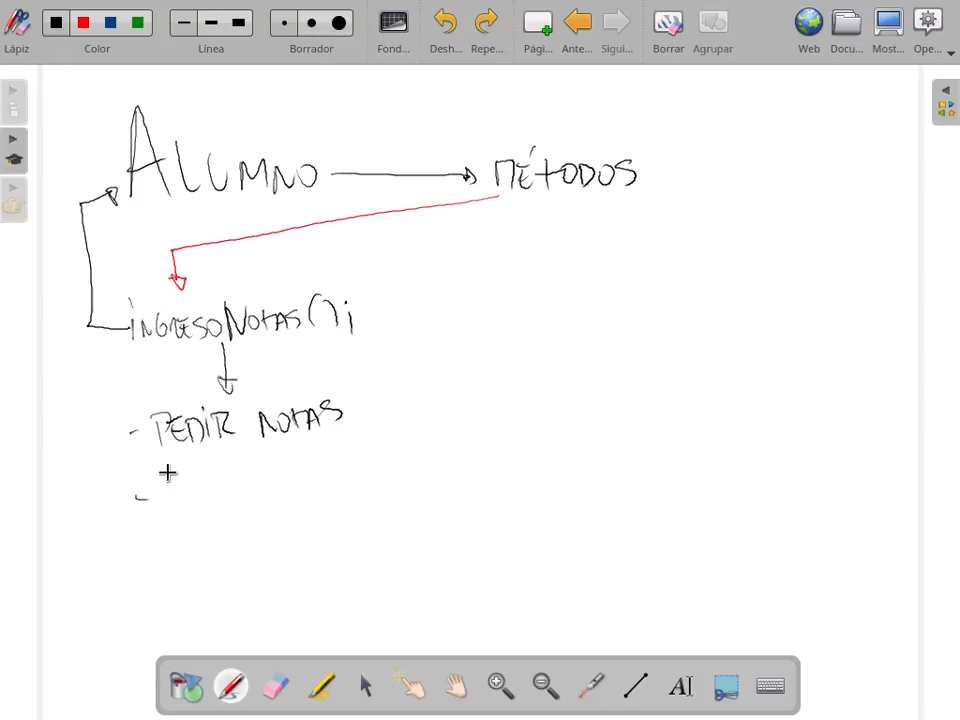 Lápiz Color Línea Borrador Fond... Desh... Repe... Pági... Ante... Sigui... Borrar Agrupar Web Docu... Most... Ope...
ALUMNO MÉTODOS
INGRESONOTAS();
- PEDIR NOTAS
-